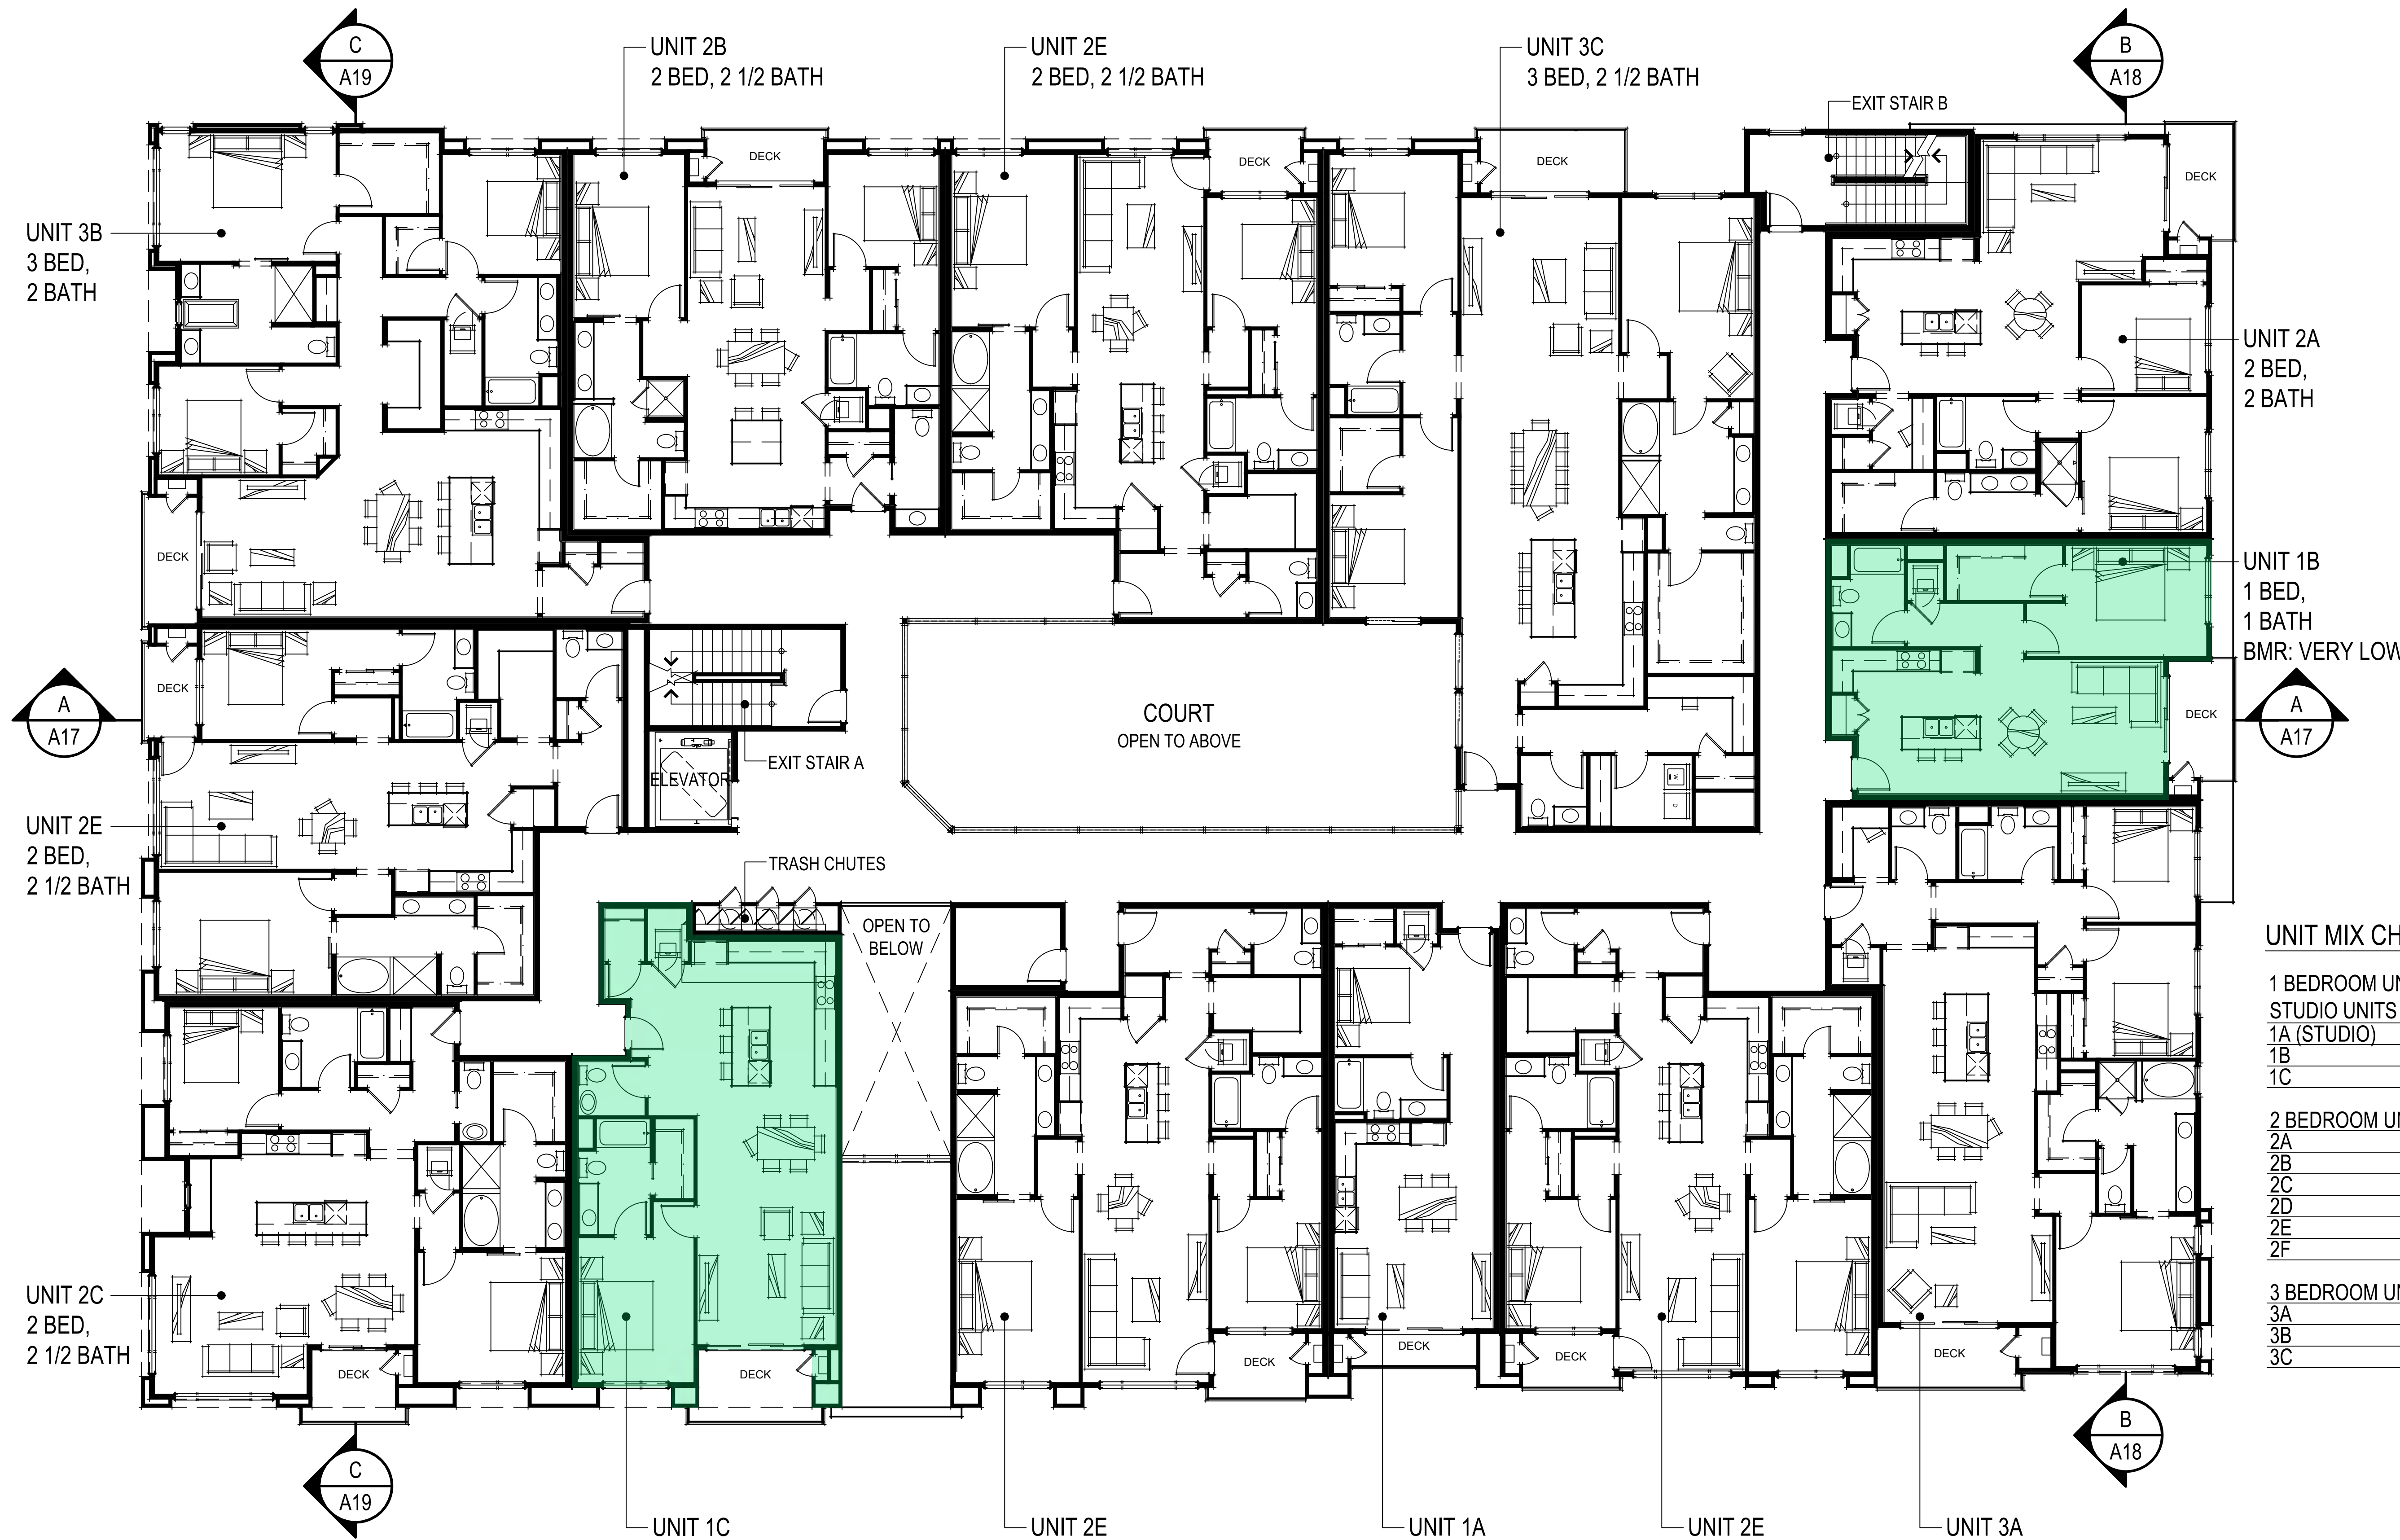 C
A19
UNIT 2B
2 BED, 2 1/2 BATH
UNIT 2E
2 BED, 2 1/2 BATH
UNIT 3C
3 BED, 2 1/2 BATH
B
A18
EXIT STAIR B
DECK
DECK
DECK
DECK
UNIT 3B
3 BED,
2 BATH
UNIT 2A
2 BED,
2 BATH
DECK
UNIT 1B
1 BED,
1 BATH
BMR: VERY LOW
DECK
A
A17
COURT
OPEN TO ABOVE
DECK
A
A17
EXIT STAIR A
ELEVATOR
UNIT 2E
2 BED,
2 1/2 BATH
TRASH CHUTES
OPEN TO
BELOW
UNIT MIX CH
1 BEDROOM UN
STUDIO UNITS
1A (STUDIO)
1B
1C
2 BEDROOM UN
2A
2B
2C
2D
2E
2F
3 BEDROOM UN
3A
3B
3C
UNIT 2C
2 BED,
2 1/2 BATH
DECK
DECK
DECK
DECK
DECK
DECK
C
A19
B
A18
UNIT 1C
UNIT 2E
UNIT 1A
UNIT 2E
UNIT 3A